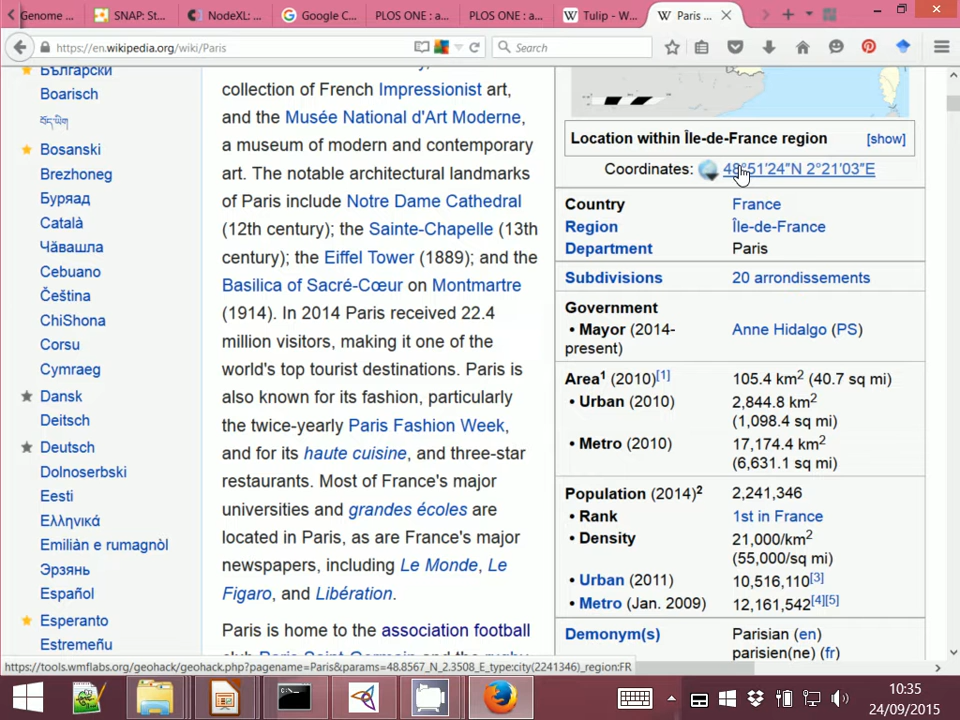 Genome ...
SNAP: St...
NodeXL: ...
Google C...
PLOS ONE : a...
PLOS ONE : a...
Tulip - W...
Paris ...
https://en.wikipedia.org/wiki/Paris
Search
Български
Boarisch
བོད་ཡིག
Bosanski
Brezhoneg
Буряад
Català
Чӑвашла
Cebuano
Čeština
ChiShona
Corsu
Cymraeg
Dansk
Deitsch
Deutsch
Dolnoserbski
Eesti
Ελληνικά
Emiliàn e rumagnòl
Эрзянь
Español
Esperanto
Estremeñu
collection of French Impressionist art,
and the Musée National d'Art Moderne,
a museum of modern and contemporary
art. The notable architectural landmarks
of Paris include Notre Dame Cathedral
(12th century); the Sainte-Chapelle (13th
century); the Eiffel Tower (1889); and the
Basilica of Sacré-Cœur on Montmartre
(1914). In 2014 Paris received 22.4
million visitors, making it one of the
world's top tourist destinations. Paris is
also known for its fashion, particularly
the twice-yearly Paris Fashion Week,
and for its haute cuisine, and three-star
restaurants. Most of France's major
universities and grandes écoles are
located in Paris, as are France's major
newspapers, including Le Monde, Le
Figaro, and Libération.
Paris is home to the association football
club Paris Saint-Germain and the rugby
Location within Île-de-France region [show]
Coordinates: 48°51′24″N 2°21′03″E
Country France
Region Île-de-France
Department Paris
Subdivisions 20 arrondissements
Government
• Mayor (2014-
present) Anne Hidalgo (PS)
Area1 (2010)[1] 105.4 km2 (40.7 sq mi)
• Urban (2010) 2,844.8 km2
(1,098.4 sq mi)
• Metro (2010) 17,174.4 km2
(6,631.1 sq mi)
Population (2014)2 2,241,346
• Rank 1st in France
• Density 21,000/km2
(55,000/sq mi)
• Urban (2011) 10,516,110[3]
• Metro (Jan. 2009) 12,161,542[4][5]
Demonym(s) Parisian (en)
parisien(ne) (fr)
https://tools.wmflabs.org/geohack/geohack.php?pagename=Paris&params=48.8567_N_2.3508_E_type:city(2241346)_region:FR
10:35
24/09/2015